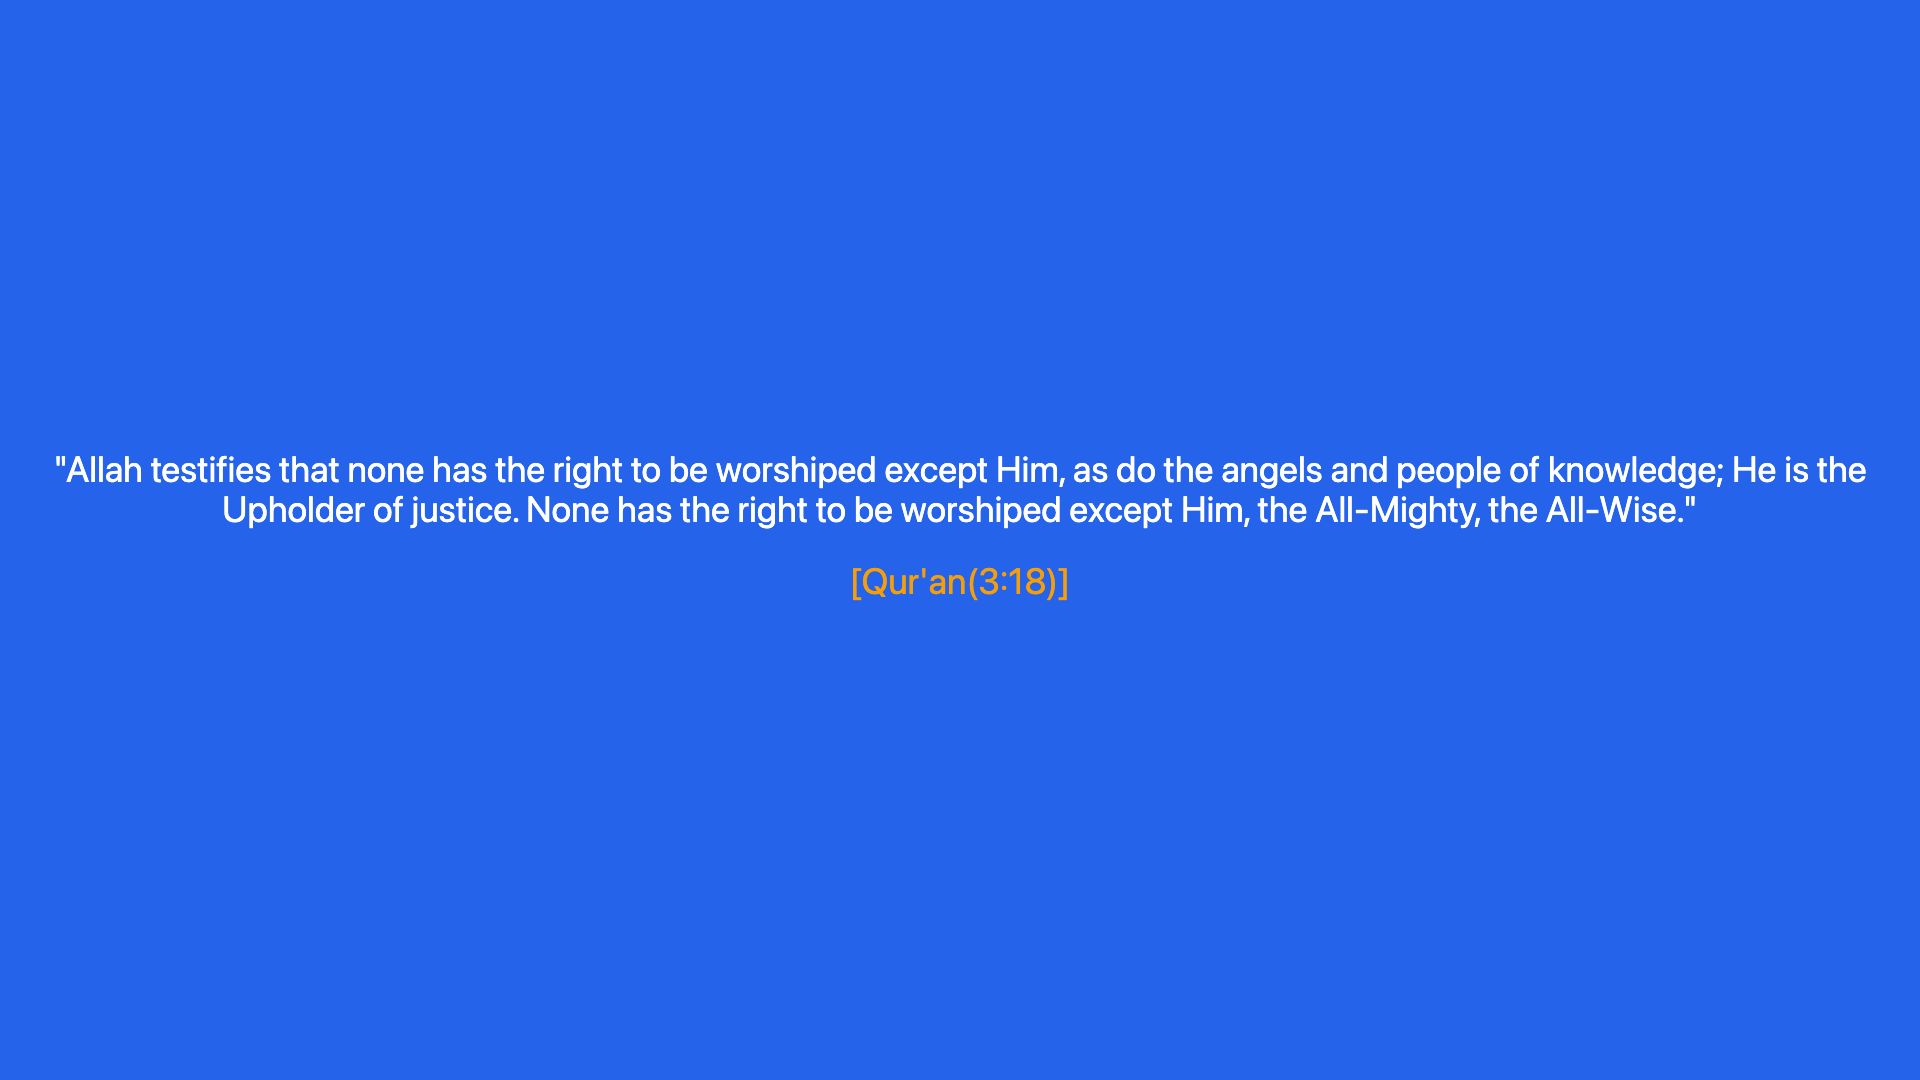 "Allah testifies that none has the right to be worshiped except Him, as do the angels and people of knowledge; He is the
Upholder of justice. None has the right to be worshiped except Him, the All-Mighty, the All-Wise."
[Qur'an(3:18)]